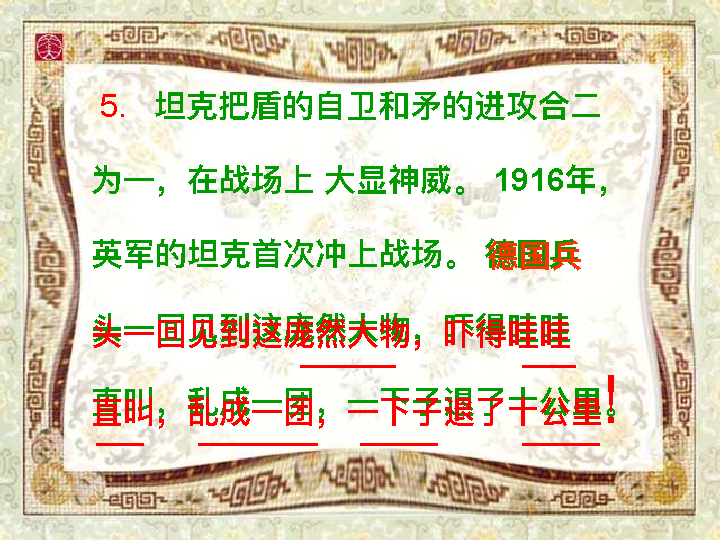 5. 坦克把盾的自卫和矛的进攻合二
为一，在战场上 大显神威。 1916年，
英军的坦克首次冲上战场。 德国兵
头一回见到这庞然大物，吓得哇哇
直叫，乱成一团，一下子退了十公里！